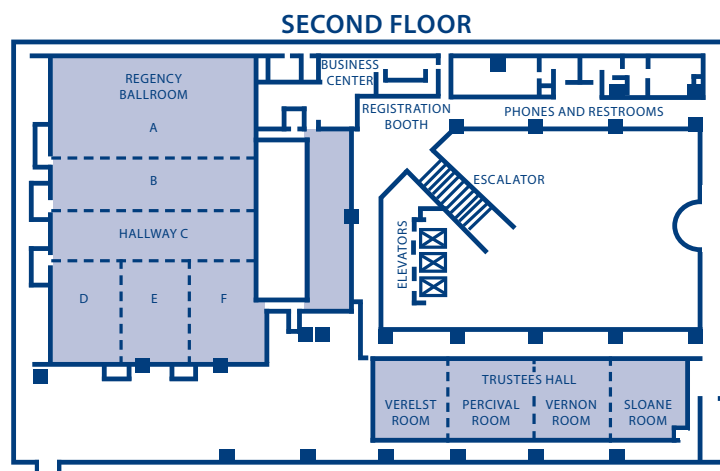 SECOND FLOOR
BUSINESS
CENTER
REGENCY
BALLROOM
REGISTRATION
BOOTH
PHONES AND RESTROOMS
A
B
ESCALATOR
HALLWAY C
ELEVATORS
D
E
F
TRUSTEES HALL
VERELST
ROOM
PERCIVAL
ROOM
VERNON
ROOM
SLOANE
ROOM